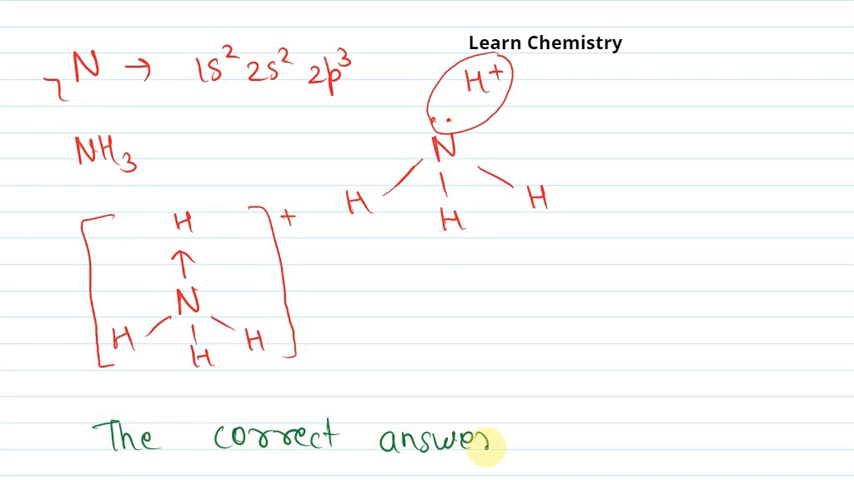 Learn Chemistry
₇N → 1s² 2s² 2p³
H⁺
NH₃
N
H H
H
H +
N
H H
H
The correct answer